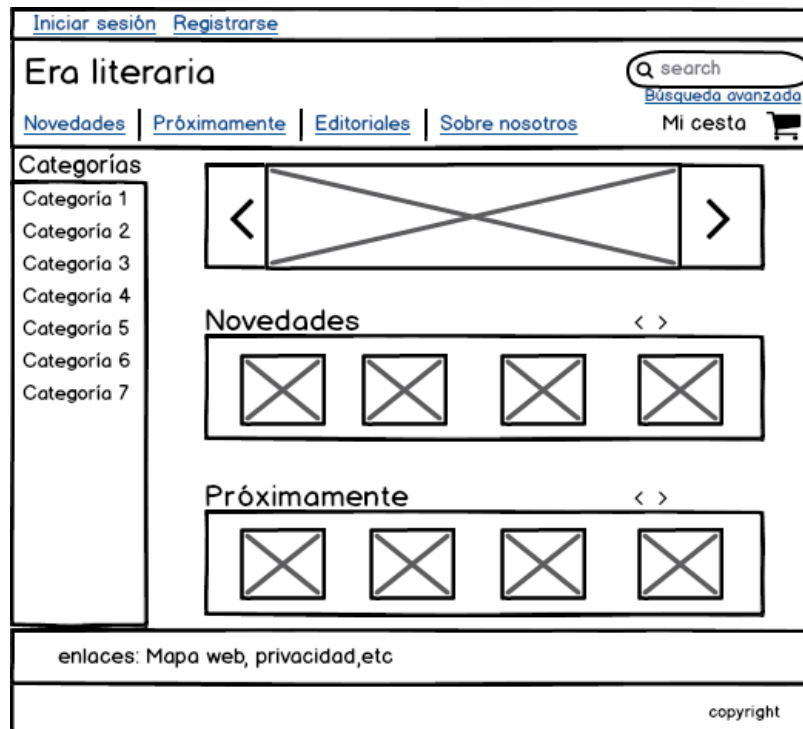 Iniciar sesión Registrarse
Era literaria
search
Búsqueda avanzada
Novedades Próximamente Editoriales Sobre nosotros Mi cesta
Categorías
Categoría 1
Categoría 2
Categoría 3
Categoría 4
Categoría 5
Categoría 6
Categoría 7
Novedades < >
Próximamente < >
enlaces: Mapa web, privacidad,etc
copyright